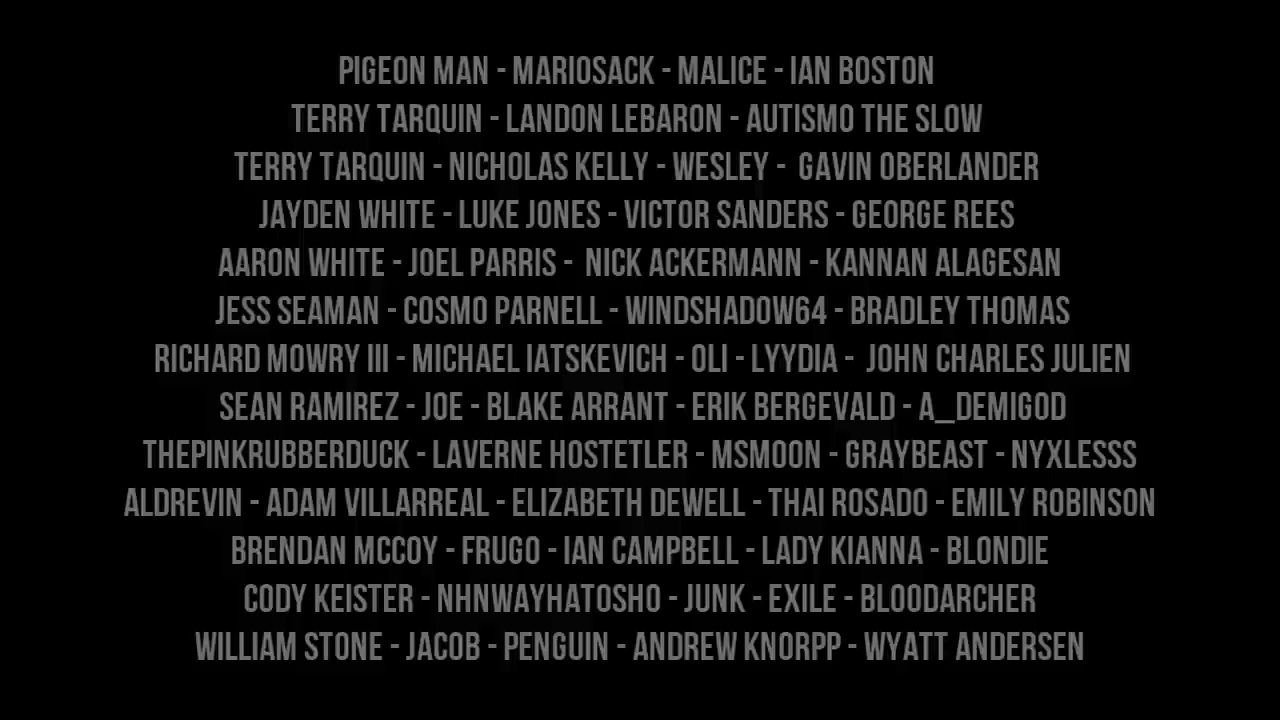 PIGEON MAN - MARIOSACK - MALICE - IAN BOSTON
TERRY TARQUIN - LANDON LEBARON - AUTISMO THE SLOW
TERRY TARQUIN - NICHOLAS KELLY - WESLEY - GAVIN OBERLANDER
JAYDEN WHITE - LUKE JONES - VICTOR SANDERS - GEORGE REES
AARON WHITE - JOEL PARRIS - NICK ACKERMANN - KANNAN ALAGESAN
JESS SEAMAN - COSMO PARNELL - WINDSHADOW64 - BRADLEY THOMAS
RICHARD MOWRY III - MICHAEL IATSKEVICH - OLI - LYYDIA - JOHN CHARLES JULIEN
SEAN RAMIREZ - JOE - BLAKE ARRANT - ERIK BERGEVALD - A_DEMIGOD
THEPINKRUBBERDUCK - LAVERNE HOSTETLER - MSMOON - GRAYBEAST - NYXLESSS
ALDREVIN - ADAM VILLARREAL - ELIZABETH DEWELL - THAI ROSADO - EMILY ROBINSON
BRENDAN MCCOY - FRUGO - IAN CAMPBELL - LADY KIANNA - BLONDIE
CODY KEISTER - NHNWAYHATOSHO - JUNK - EXILE - BLOODARCHER
WILLIAM STONE - JACOB - PENGUIN - ANDREW KNORPP - WYATT ANDERSEN